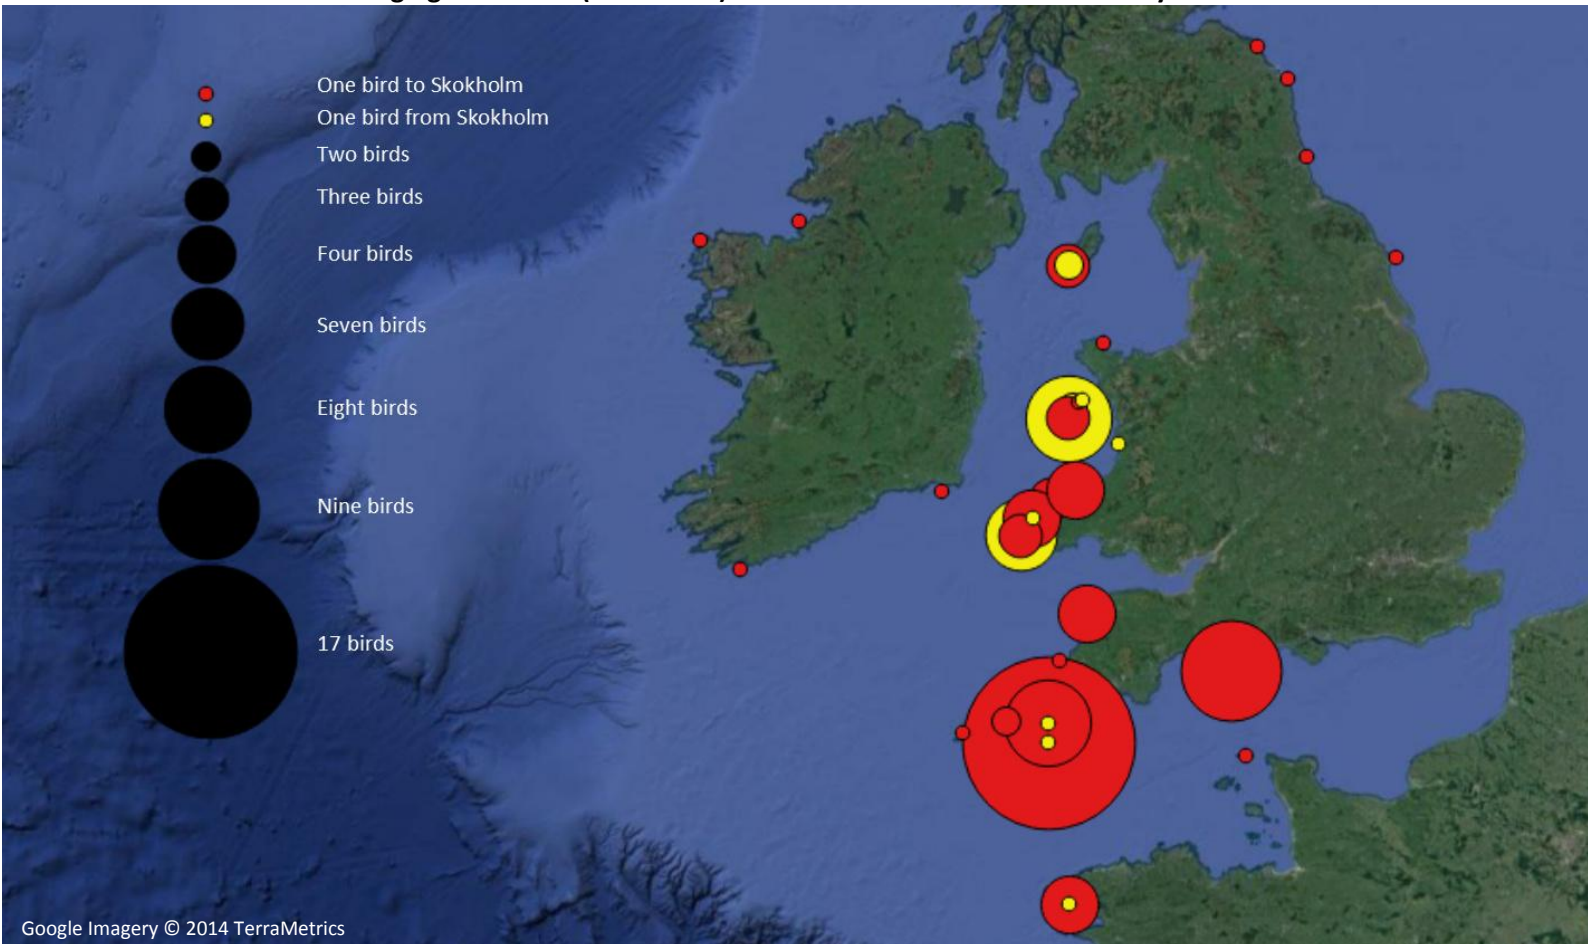 One bird to Skokholm
One bird from Skokholm
Two birds
Three birds
Four birds
Seven birds
Eight birds
Nine birds
17 birds
Google Imagery © 2014 TerraMetrics